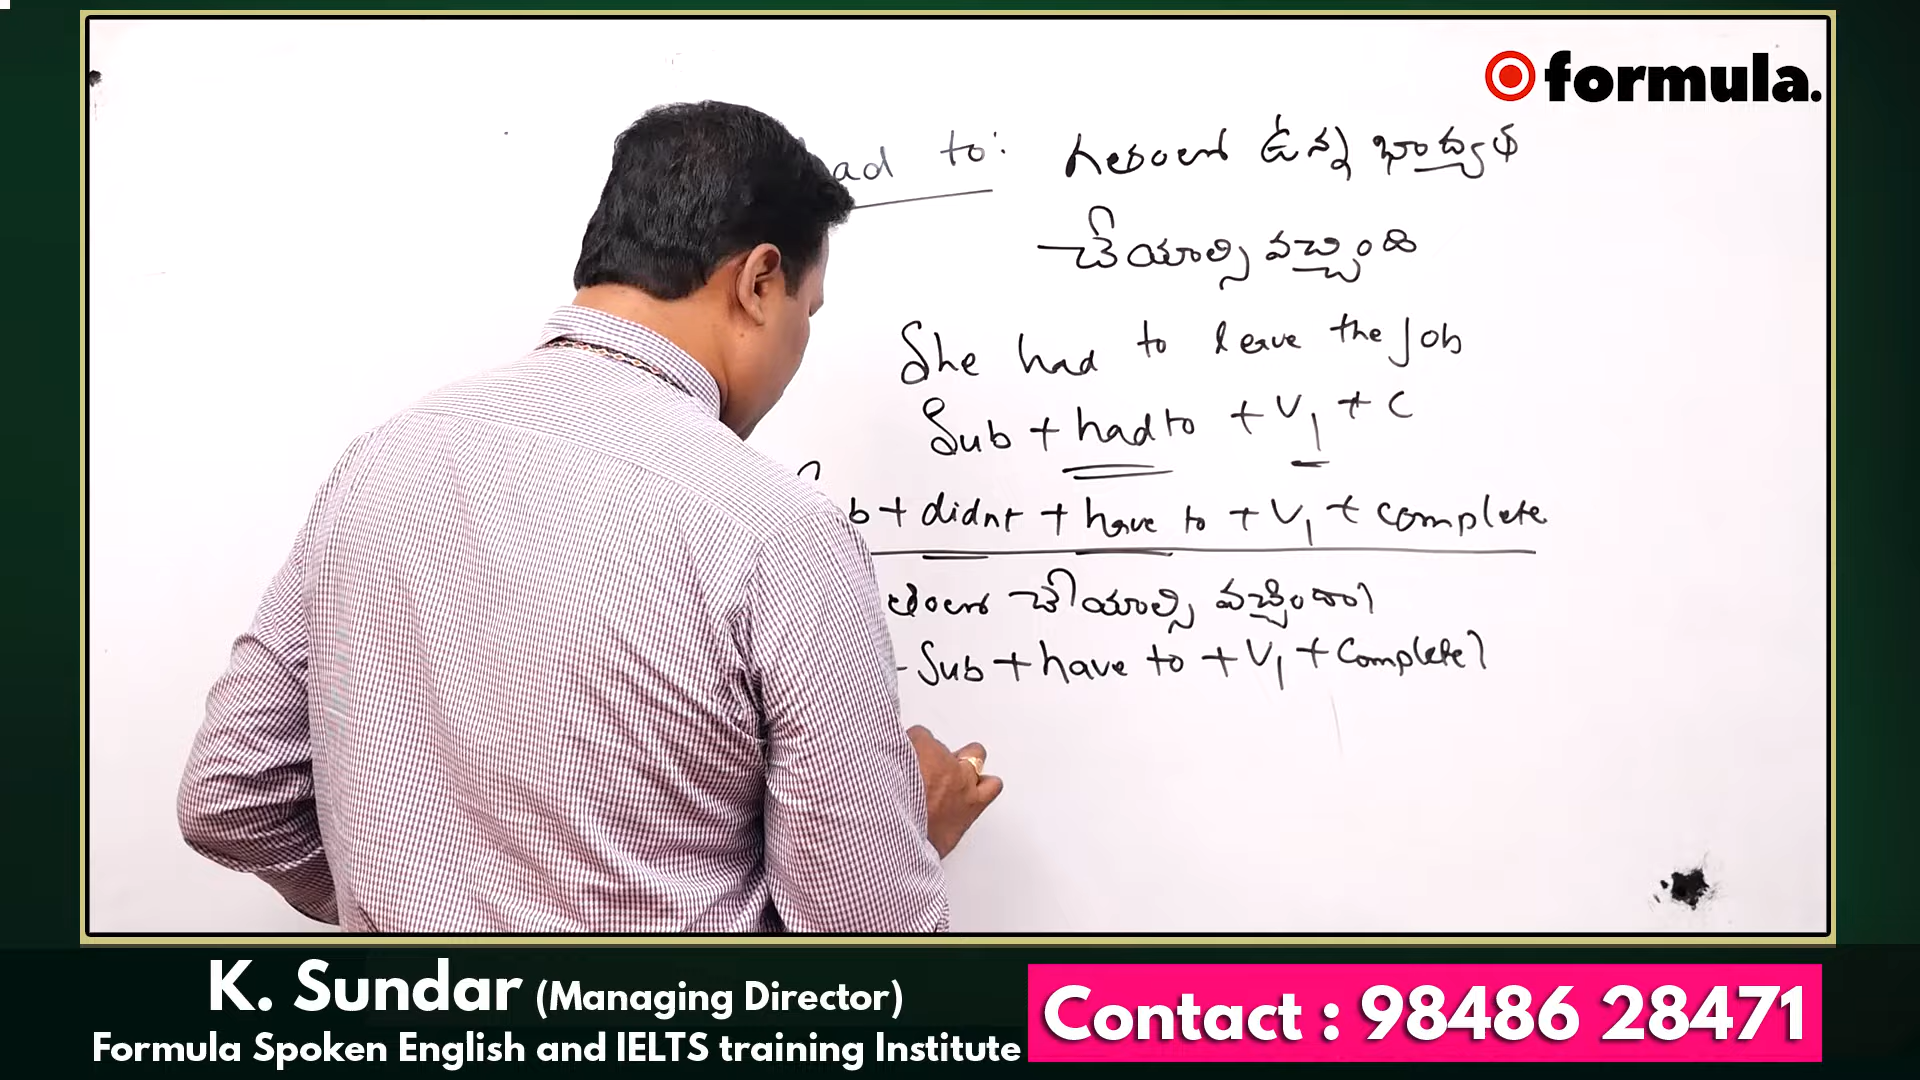 formula.
ad to: గతంలో ఉన్న బాధ్యత
చేయాల్సి వచ్చింది
She had to leave the job
Sub + had to + V1 + C
b + didnt + have to + V1 + complete
తంలో చేయాల్సి వచ్చిందా?
- Sub + have to + V1 + Complete?
K. Sundar (Managing Director)
Formula Spoken English and IELTS training Institute
Contact : 98486 28471